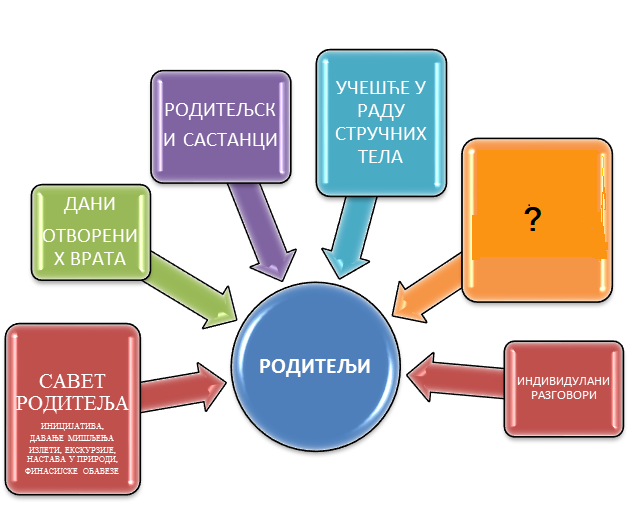 САВЕТ
РОДИТЕЉА
ИНИЦИЈАТИВА,
ДАВАЊЕ МИШЉЕЊА
ИЗЛЕТИ, ЕКСКУРЗИЈЕ,
НАСТАВА У ПРИРОДИ,
ФИНАСИЈСКЕ ОБАВЕЗЕ
ДАНИ
ОТВОРЕНИ
Х ВРАТА
РОДИТЕЉСК
И САСТАНЦИ
УЧЕШЋЕ У
РАДУ
СТРУЧНИХ
ТЕЛА
?
ИНДИВИДУЛАНИ
РАЗГОВОРИ
РОДИТЕЉИ